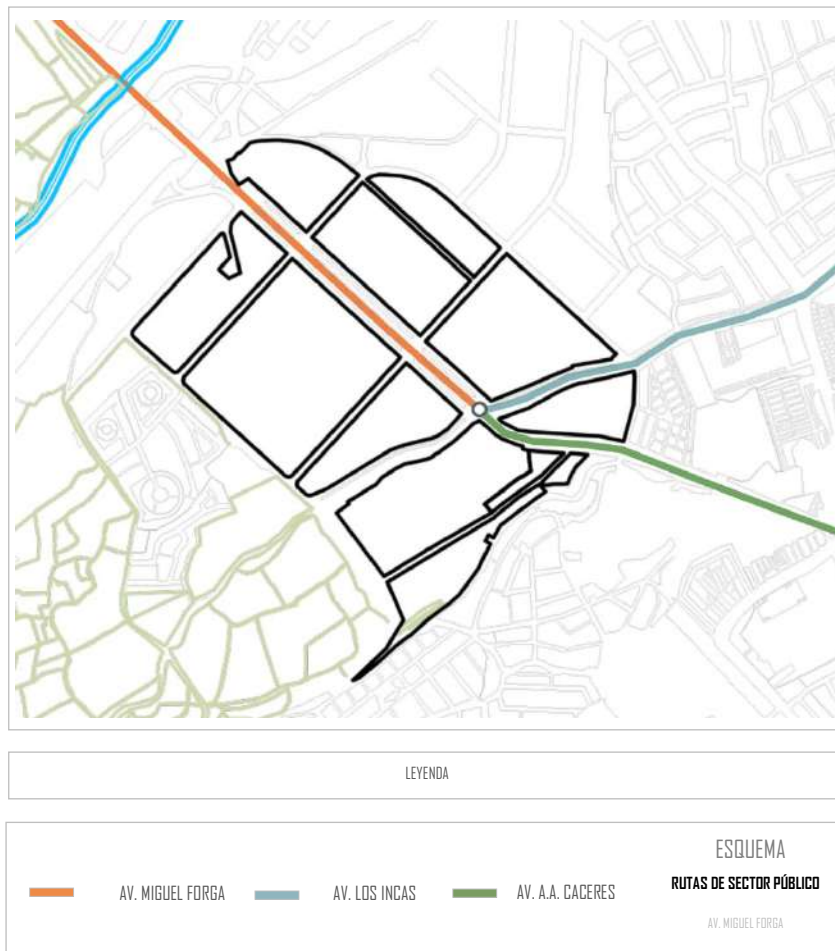 LEYENDA
AV. MIGUEL FORGA
AV. LOS INCAS
AV. A.A. CACERES
ESQUEMA
RUTAS DE SECTOR PÚBLICO
AV. MIGUEL FORGA